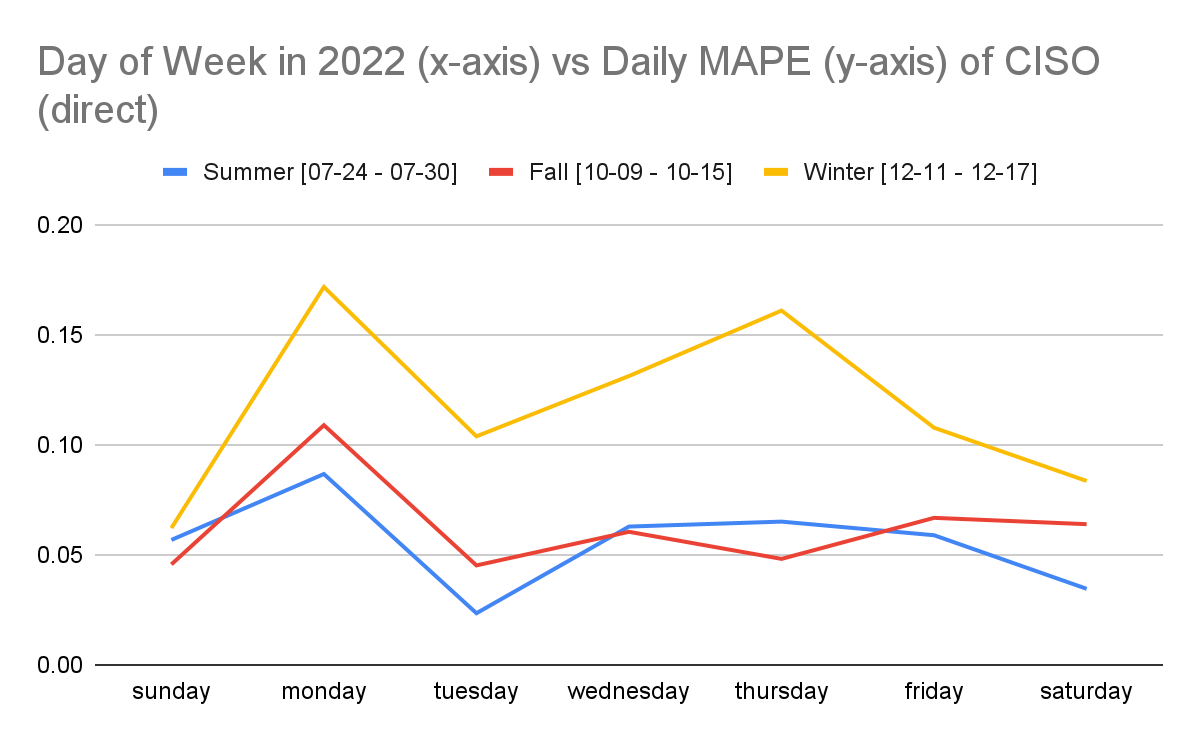 Day of Week in 2022 (x-axis) vs Daily MAPE (y-axis) of CISO
(direct)
Summer [07-24 - 07-30] Fall [10-09 - 10-15] Winter [12-11 - 12-17]
0.20
0.15
0.10
0.05
0.00
sunday monday tuesday wednesday thursday friday saturday